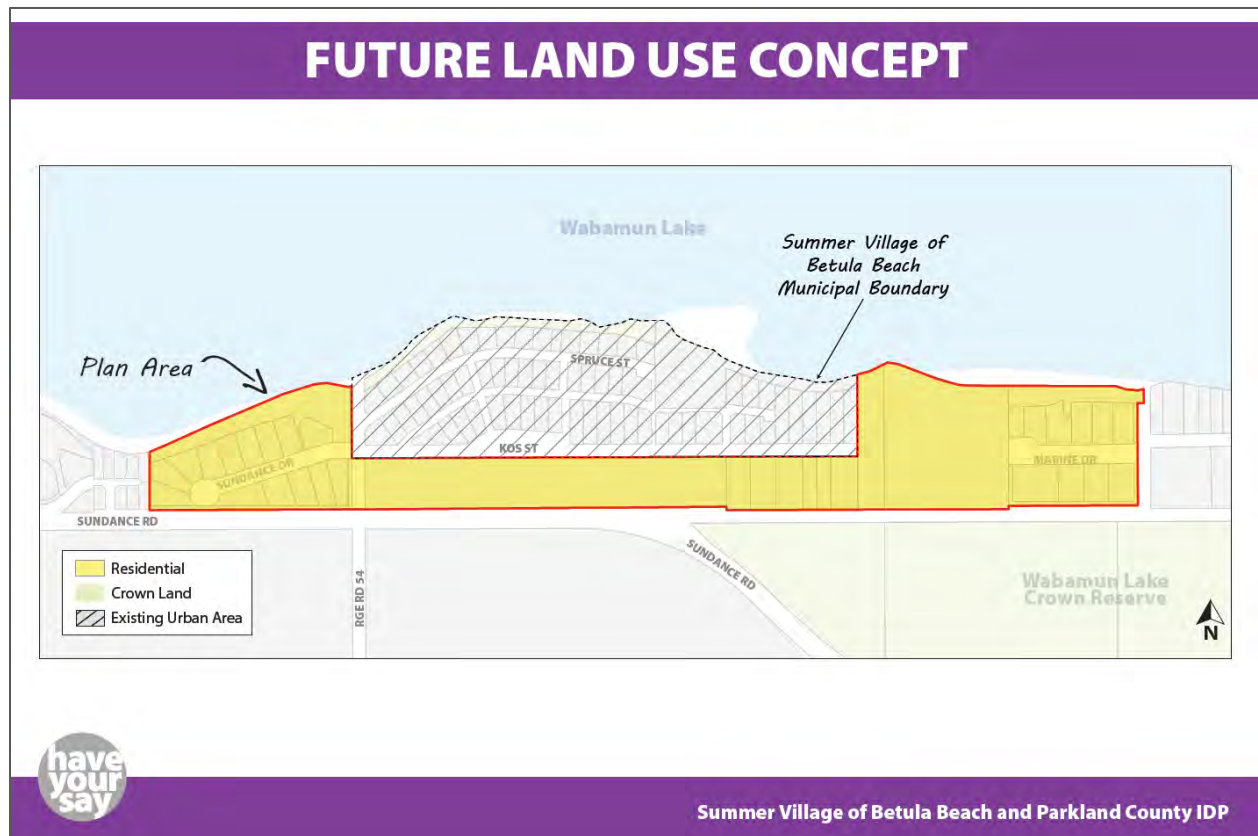 FUTURE LAND USE CONCEPT
Wabamun Lake
Summer Village of
Betula Beach
Municipal Boundary
Plan Area
SPRUCE ST
KOS ST
SUNDANCE DR
MARINE DR
SUNDANCE RD
SUNDANCE RD
RGE RD 54
Wabamun Lake
Crown Reserve
Residential
Crown Land
Existing Urban Area
N
have
your
say
Summer Village of Betula Beach and Parkland County IDP